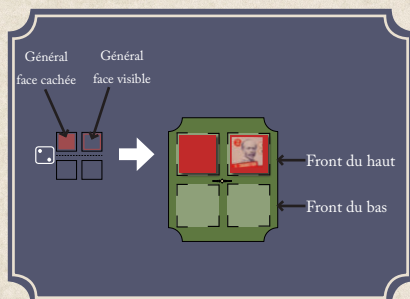 Général
face cachée
Général
face visible
Front du haut
Front du bas